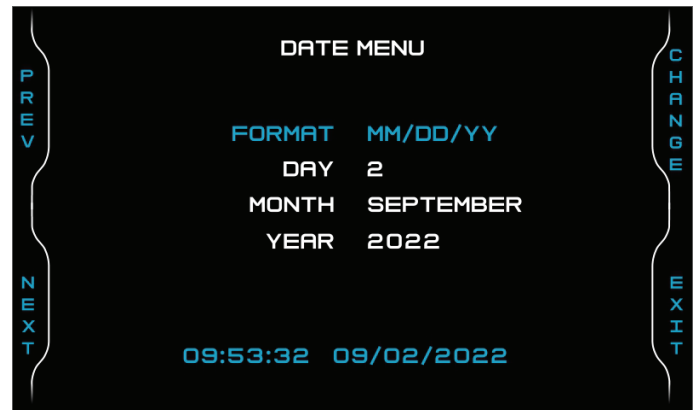 DATE MENU
PREV
CHANGE
FORMAT MM/DD/YY
DAY 2
MONTH SEPTEMBER
YEAR 2022
NEXT
EXIT
09:53:32 09/02/2022